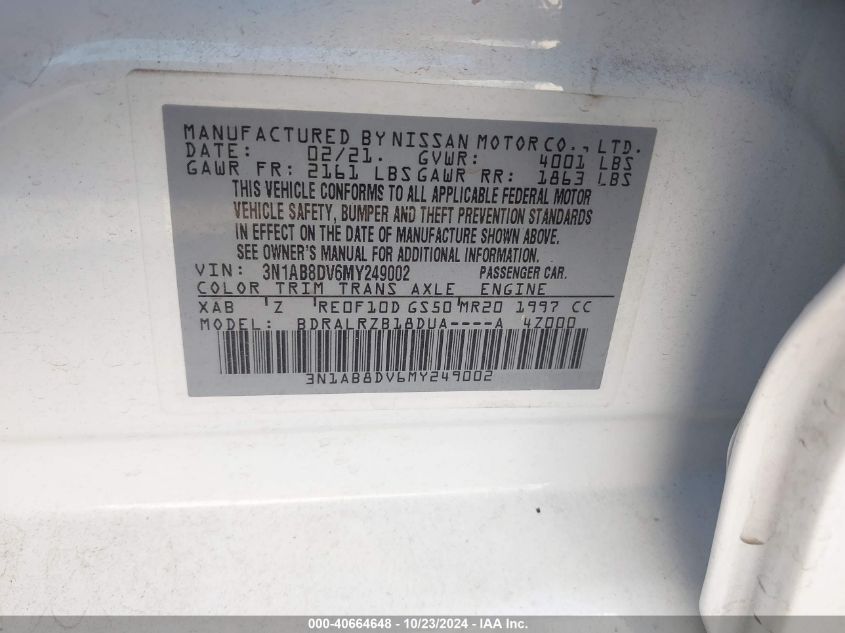 MANUFACTURED BY NISSAN MOTOR CO., LTD.
DATE: 02/21. GVWR: 4001 LBS
GAWR FR: 2161 LBS GAWR RR: 1863 LBS
THIS VEHICLE CONFORMS TO ALL APPLICABLE FEDERAL MOTOR
VEHICLE SAFETY, BUMPER AND THEFT PREVENTION STANDARDS
IN EFFECT ON THE DATE OF MANUFACTURE SHOWN ABOVE.
SEE OWNER'S MANUAL FOR ADDITIONAL INFORMATION.
VIN: 3N1AB8DV6MY249002 PASSENGER CAR.
COLOR TRIM TRANS AXLE ENGINE
XAB ' Z ' RE0F10D GS50 ' MR20 1997 CC
MODEL: BDRALRZB18DUA----A 4Z000
3N1AB8DV6MY249002
000-40664648 | 10/23/2024 - IAA Inc.